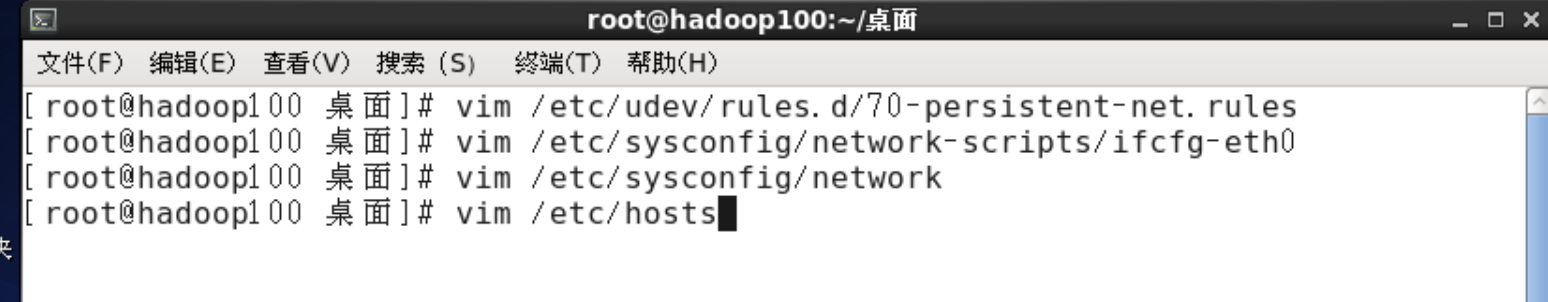 root@hadoop100:~/桌面
文件(F) 编辑(E) 查看(V) 搜索 (S) 终端(T) 帮助(H)
[root@hadoop100 桌面]# vim /etc/udev/rules.d/70-persistent-net.rules
[root@hadoop100 桌面]# vim /etc/sysconfig/network-scripts/ifcfg-eth0
[root@hadoop100 桌面]# vim /etc/sysconfig/network
[root@hadoop100 桌面]# vim /etc/hosts